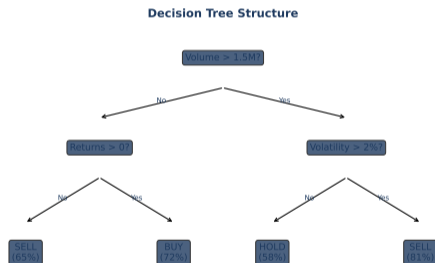 Decision Tree Structure
Volume > 1.5M?
No
Yes
Returns > 0?
Volatility > 2%?
No
Yes
No
Yes
SELL
(65%)
BUY
(72%)
HOLD
(58%)
SELL
(81%)